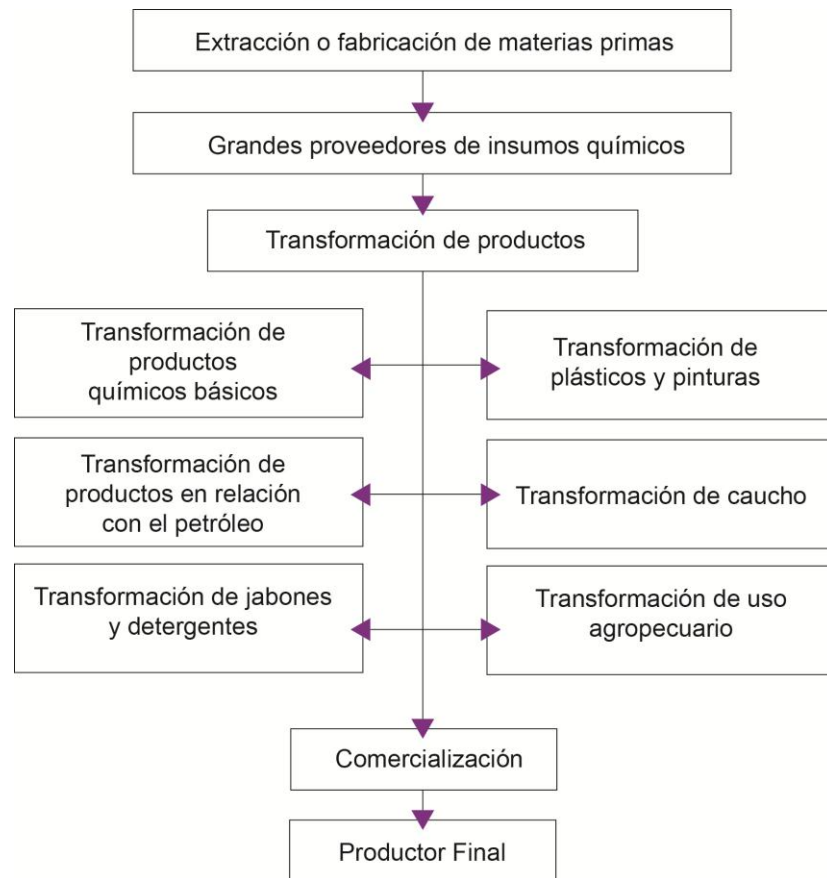 Extracción o fabricación de materias primas
Grandes proveedores de insumos químicos
Transformación de productos
Transformación de
productos
químicos básicos
Transformación de
plásticos y pinturas
Transformación de
productos en relación
con el petróleo
Transformación de caucho
Transformación de jabones
y detergentes
Transformación de uso
agropecuario
Comercialización
Productor Final